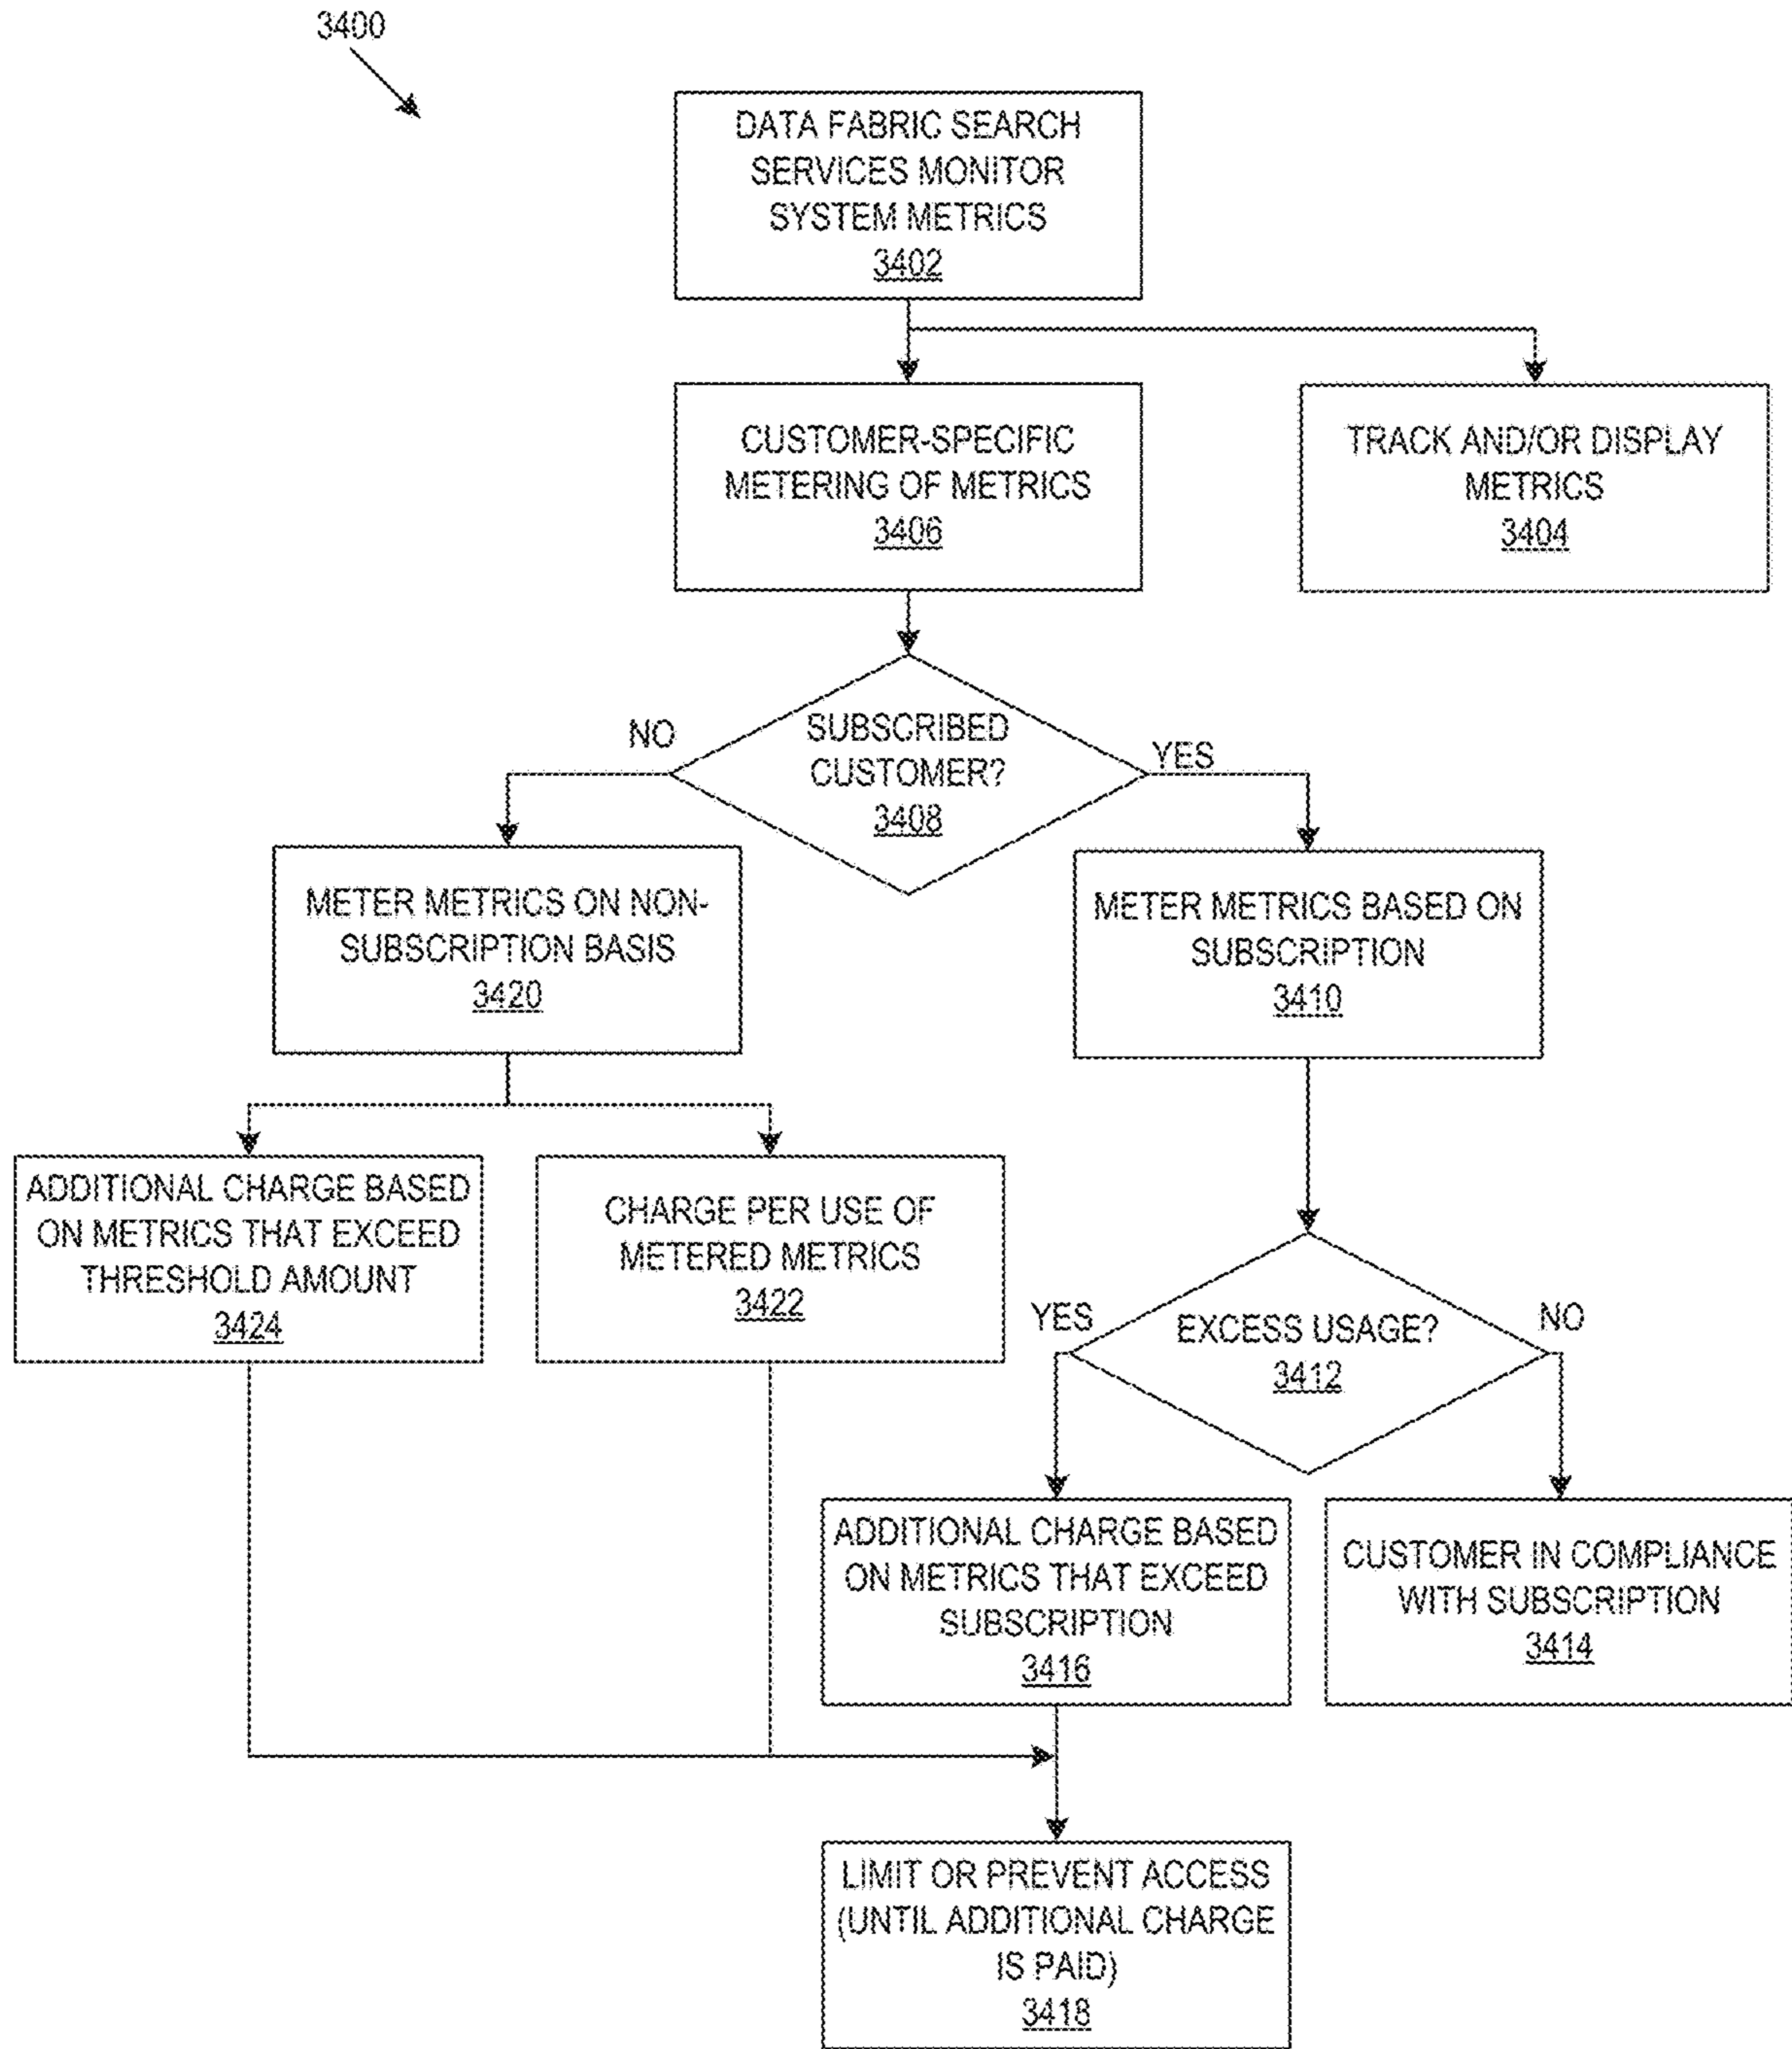 3400
DATA FABRIC SEARCH
SERVICES MONITOR
SYSTEM METRICS
3402
CUSTOMER-SPECIFIC
METERING OF METRICS
3406
TRACK AND/OR DISPLAY
METRICS
3404
NO
SUBSCRIBED
CUSTOMER?
3408
YES
METER METRICS ON NON-
SUBSCRIPTION BASIS
3420
METER METRICS BASED ON
SUBSCRIPTION
3410
ADDITIONAL CHARGE BASED
ON METRICS THAT EXCEED
THRESHOLD AMOUNT
3424
CHARGE PER USE OF
METERED METRICS
3422
YES
EXCESS USAGE?
3412
NO
ADDITIONAL CHARGE BASED
ON METRICS THAT EXCEED
SUBSCRIPTION
3416
CUSTOMER IN COMPLIANCE
WITH SUBSCRIPTION
3414
LIMIT OR PREVENT ACCESS
(UNTIL ADDITIONAL CHARGE
IS PAID)
3418